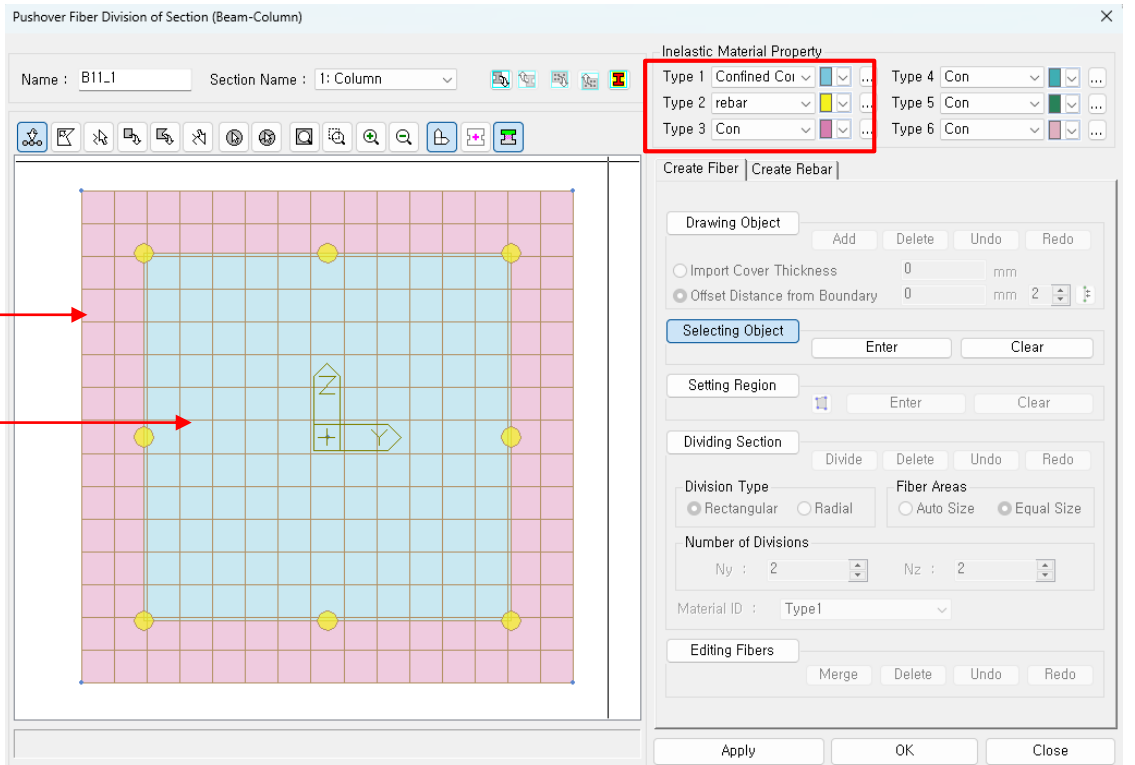 Pushover Fiber Division of Section (Beam-Column)
Name : B11_1 Section Name : 1: Column
Inelastic Material Property
Type 1 Confined Cor ... Type 4 Con ...
Type 2 rebar ... Type 5 Con ...
Type 3 Con ... Type 6 Con ...
Create Fiber Create Rebar
Drawing Object
Add Delete Undo Redo
Import Cover Thickness 0 mm
Offset Distance from Boundary 0 mm 2
Selecting Object
Enter Clear
Setting Region
Enter Clear
Dividing Section
Divide Delete Undo Redo
Division Type Fiber Areas
Rectangular Radial Auto Size Equal Size
Number of Divisions
Ny : 2 Nz : 2
Material ID : Type1
Editing Fibers
Merge Delete Undo Redo
Z
Y
Apply OK Close